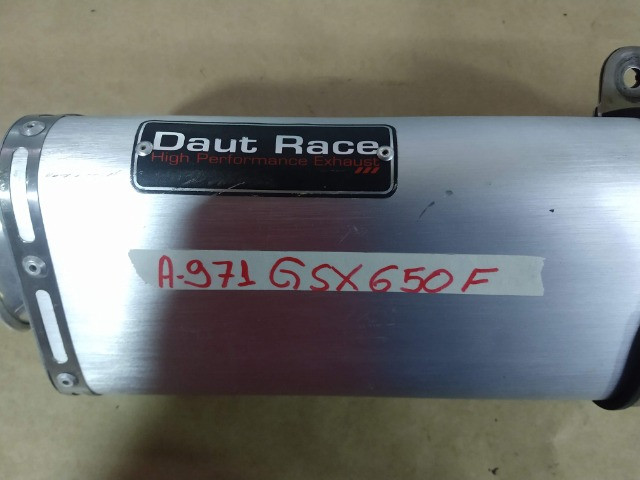 Daut Race
High Performance Exhaust
A-971 GSX650F